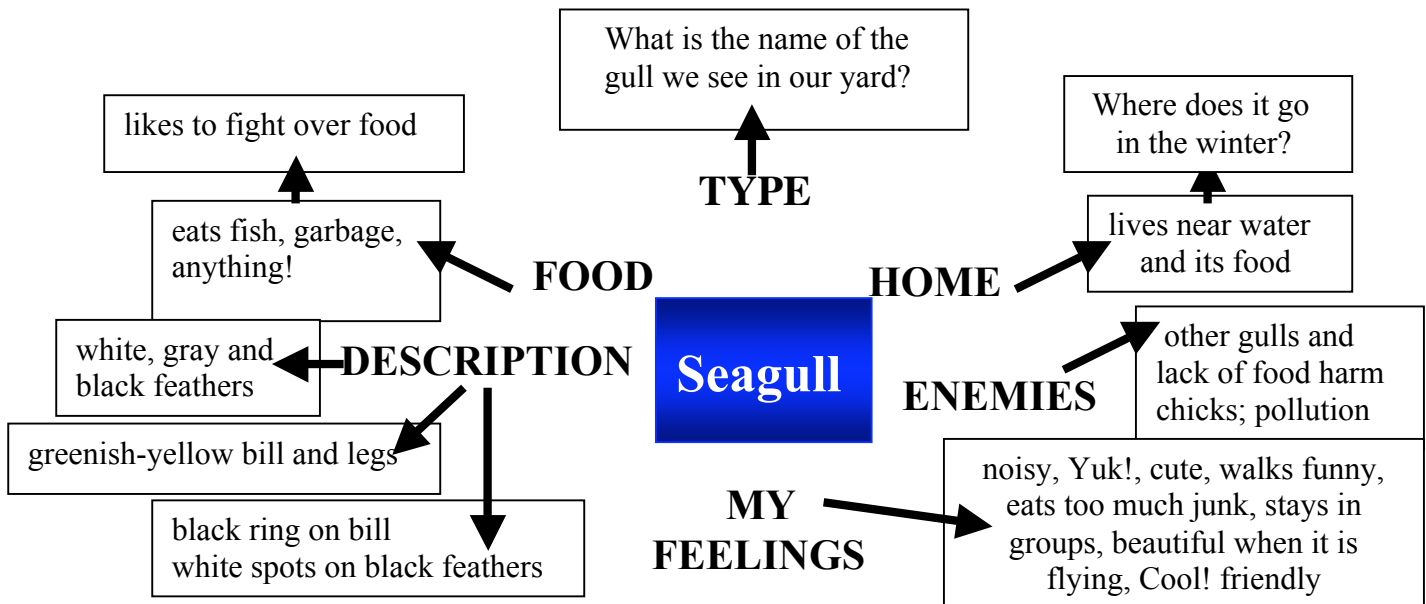 What is the name of the
gull we see in our yard?
likes to fight over food
Where does it go
in the winter?
TYPE
eats fish, garbage,
anything!
lives near water
and its food
FOOD
HOME
white, gray and
black feathers
DESCRIPTION
Seagull
ENEMIES
other gulls and
lack of food harm
chicks; pollution
greenish-yellow bill and legs
black ring on bill
white spots on black feathers
MY
FEELINGS
noisy, Yuk!, cute, walks funny,
eats too much junk, stays in
groups, beautiful when it is
flying, Cool! friendly